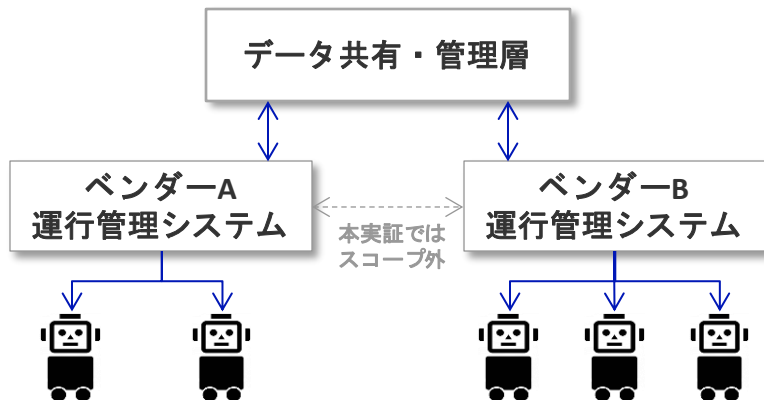 データ共有・管理層
ベンダーA
運行管理システム
ベンダーB
運行管理システム
本実証では
スコープ外